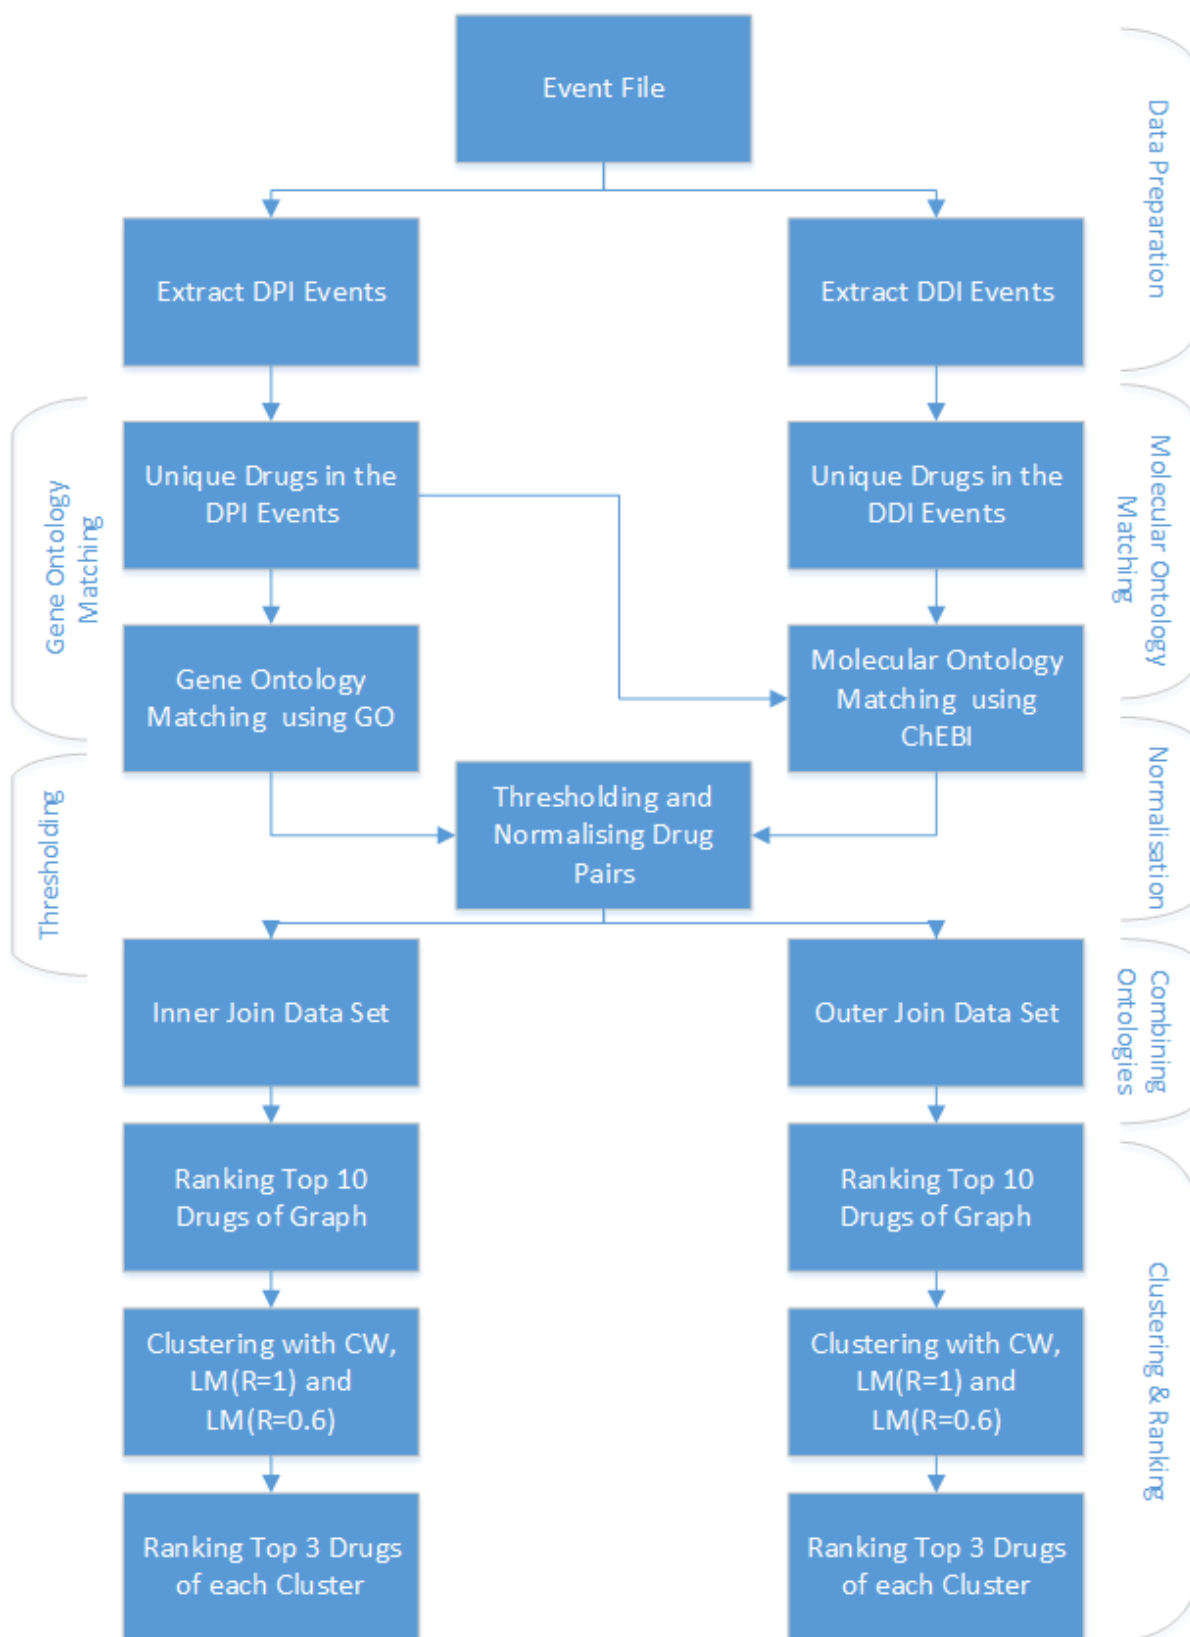 Event File
Data Preparation
Extract DPI Events
Extract DDI Events
Gene Ontology
Matching
Unique Drugs in the
DPI Events
Unique Drugs in the
DDI Events
Molecular Ontology
Matching
Gene Ontology
Matching using GO
Molecular Ontology
Matching using
ChEBI
Thresholding
Thresholding and
Normalising Drug
Pairs
Normalisation
Inner Join Data Set
Outer Join Data Set
Combining
Ontologies
Ranking Top 10
Drugs of Graph
Ranking Top 10
Drugs of Graph
Clustering with CW,
LM(R=1) and
LM(R=0.6)
Clustering with CW,
LM(R=1) and
LM(R=0.6)
Clustering & Ranking
Ranking Top 3 Drugs
of each Cluster
Ranking Top 3 Drugs
of each Cluster